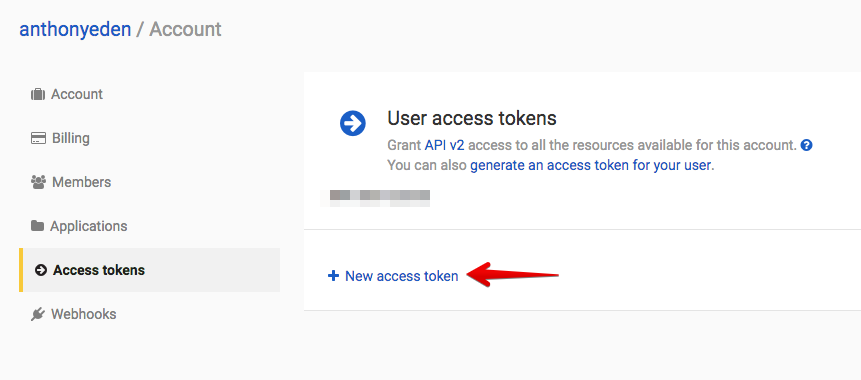 anthonyeden / Account
Account
Billing
Members
Applications
Access tokens
Webhooks
User access tokens
Grant API v2 access to all the resources available for this account. ?
You can also generate an access token for your user.
+ New access token